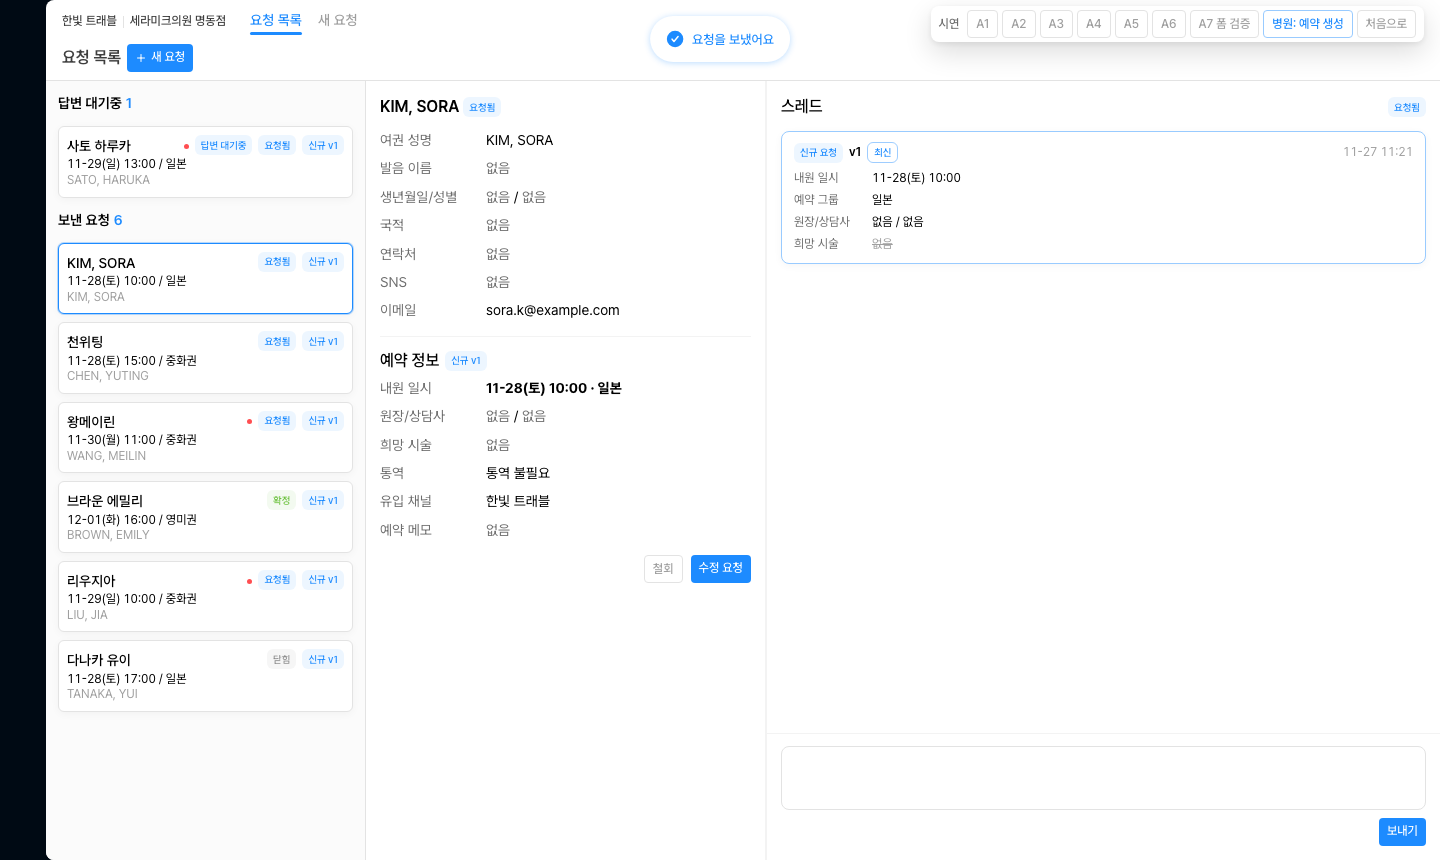 한빛 트래블 세라미크의원 명동점 요청 목록 새 요청
요청을 보냈어요
시연 A1 A2 A3 A4 A5 A6 A7 폼 검증 병원: 예약 생성 처음으로
요청 목록 + 새 요청
답변 대기중 1
사토 하루카 답변 대기중 요청됨 신규 v1
11-29(일) 13:00 / 일본
SATO, HARUKA
보낸 요청 6
KIM, SORA 요청됨 신규 v1
11-28(토) 10:00 / 일본
KIM, SORA
천위팅 요청됨 신규 v1
11-28(토) 15:00 / 중화권
CHEN, YUTING
왕메이린 요청됨 신규 v1
11-30(월) 11:00 / 중화권
WANG, MEILIN
브라운 에밀리 확정 신규 v1
12-01(화) 16:00 / 영미권
BROWN, EMILY
리우지아 요청됨 신규 v1
11-29(일) 10:00 / 중화권
LIU, JIA
다나카 유이 닫힘 신규 v1
11-28(토) 17:00 / 일본
TANAKA, YUI
KIM, SORA 요청됨
여권 성명 KIM, SORA
발음 이름 없음
생년월일/성별 없음 / 없음
국적 없음
연락처 없음
SNS 없음
이메일 sora.k@example.com
예약 정보 신규 v1
내원 일시 11-28(토) 10:00 · 일본
원장/상담사 없음 / 없음
희망 시술 없음
통역 통역 불필요
유입 채널 한빛 트래블
예약 메모 없음
철회 수정 요청
스레드 요청됨
신규 요청 v1 최신 11-27 11:21
내원 일시 11-28(토) 10:00
예약 그룹 일본
원장/상담사 없음 / 없음
희망 시술 없음
보내기